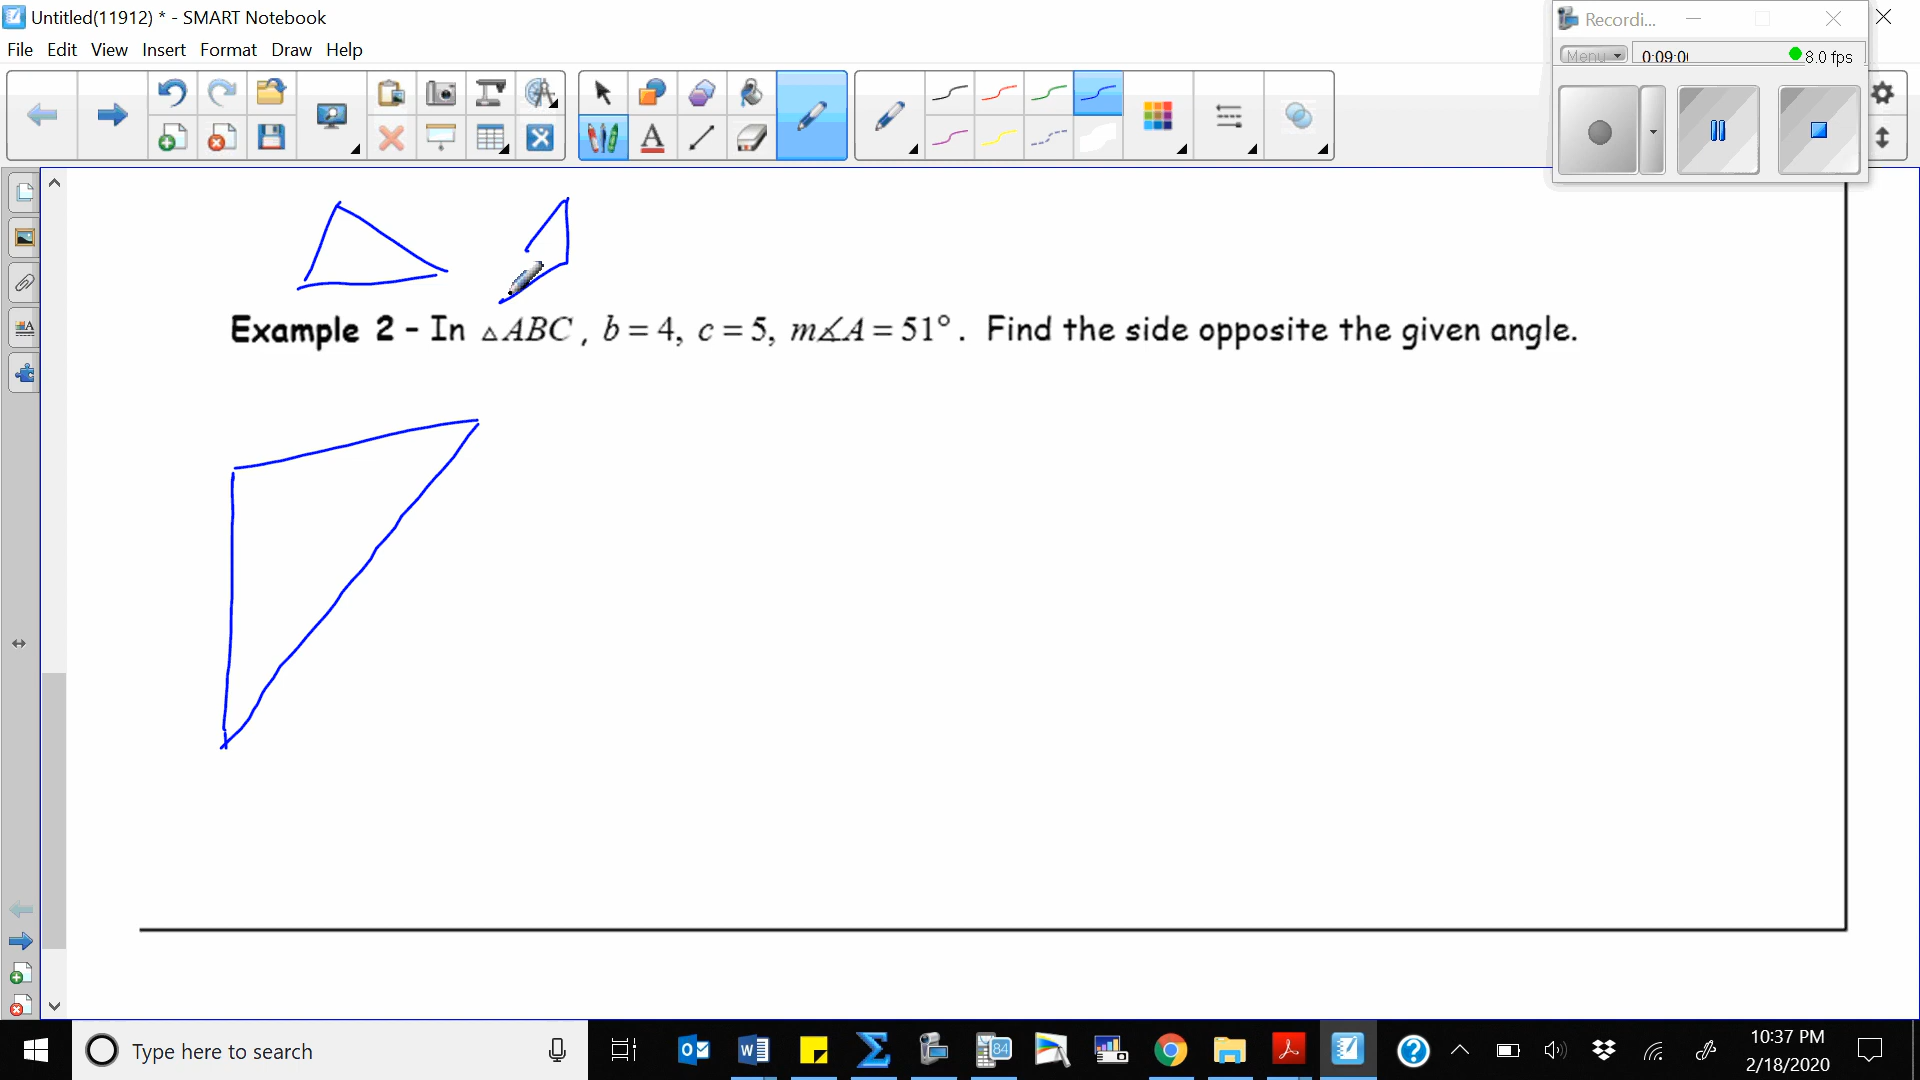 Untitled(11912) * - SMART Notebook
File Edit View Insert Format Draw Help
Recordi...
Menu
0:09:0
8.0 fps
A
A
Example 2 - In △ABC, b = 4, c = 5, m∡A = 51°. Find the side opposite the given angle.
Type here to search
84
10:37 PM
2/18/2020